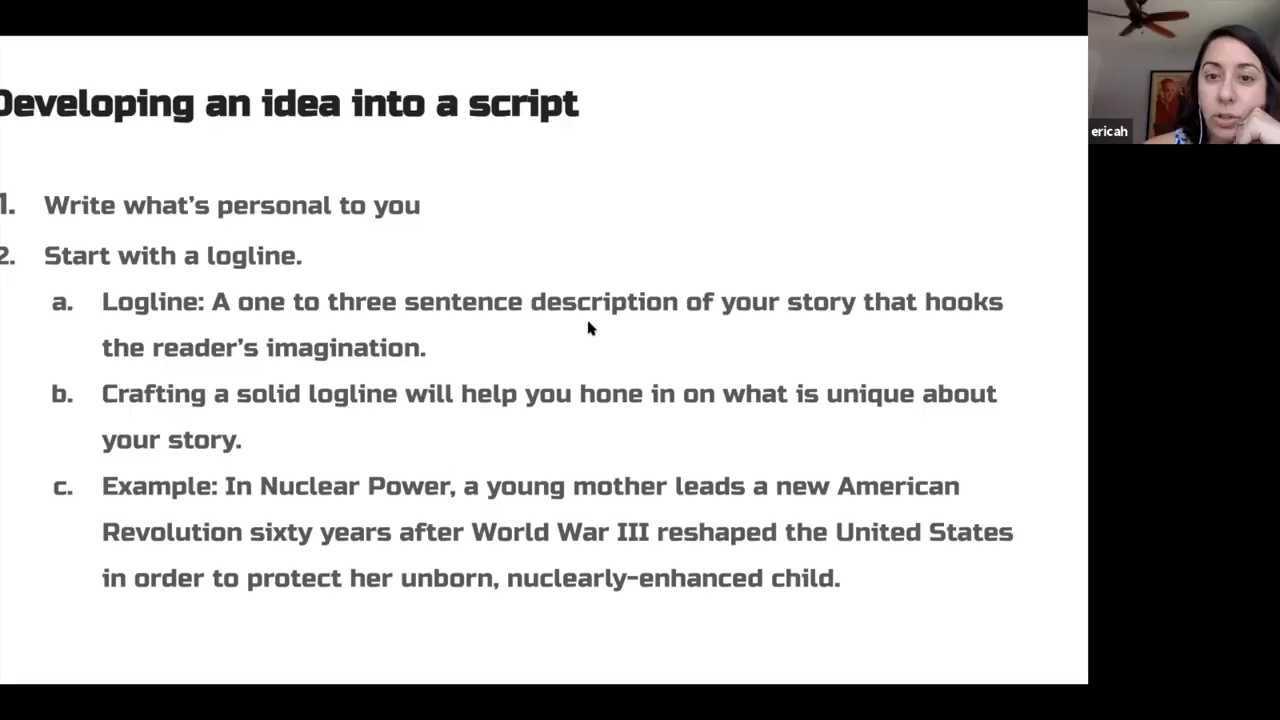 Developing an idea into a script
1. Write what's personal to you
2. Start with a logline.
a. Logline: A one to three sentence description of your story that hooks
the reader's imagination.
b. Crafting a solid logline will help you hone in on what is unique about
your story.
c. Example: In Nuclear Power, a young mother leads a new American
Revolution sixty years after World War III reshaped the United States
in order to protect her unborn, nuclearly-enhanced child.
ericah